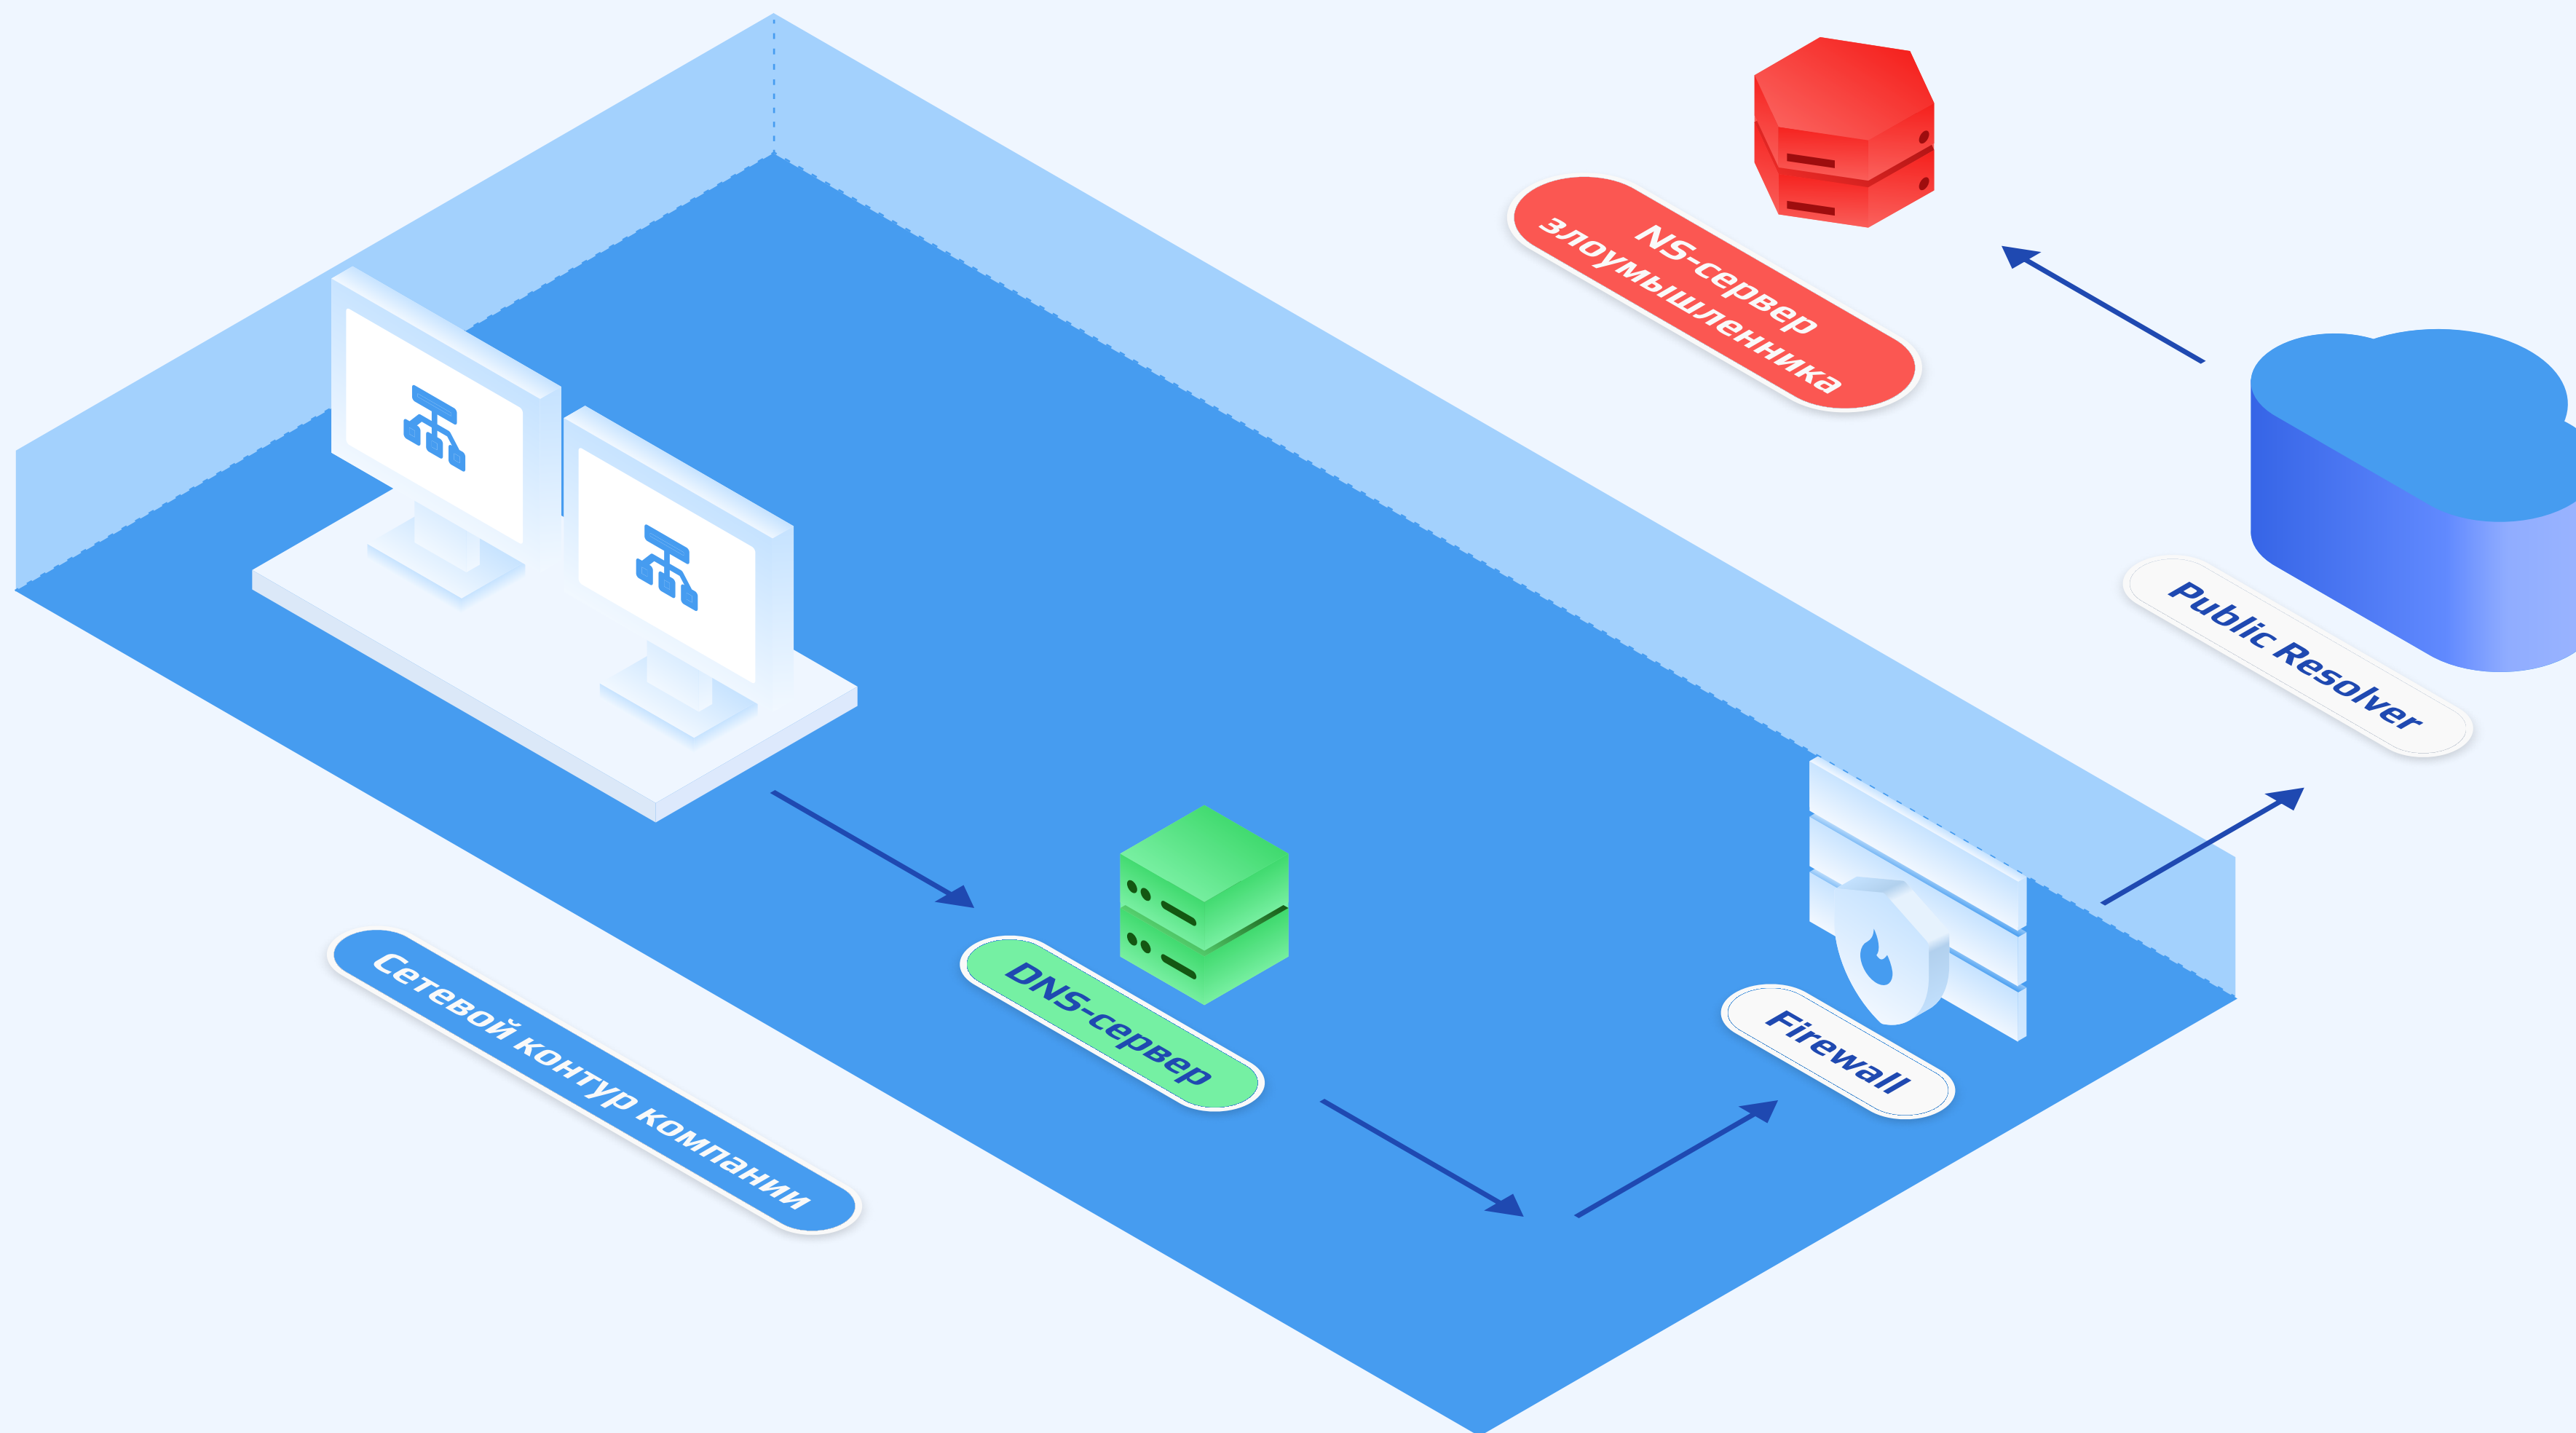 NS-сервер
злоумышленника
Public Resolver
DNS-сервер
Firewall
Сетевой контур компании